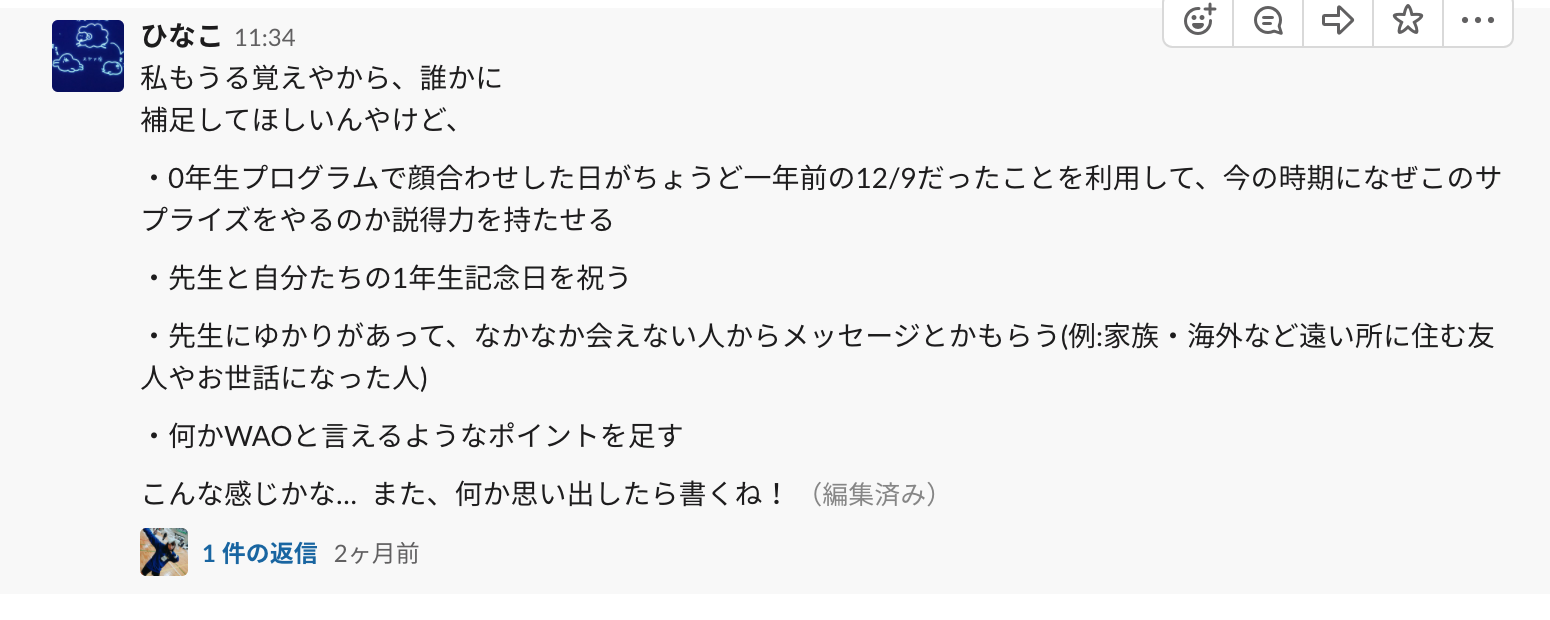 ひなこ 11:34
私もうる覚えやから、誰かに
補足してほしいんやけど、
・0年生プログラムで顔合わせした日がちょうど一年前の12/9だったことを利用して、今の時期になぜこのサ
プライズをやるのか説得力を持たせる
・先生と自分たちの1年生記念日を祝う
・先生にゆかりがあって、なかなか会えない人からメッセージとかもらう(例:家族・海外など遠い所に住む友
人やお世話になった人)
・何かWAOと言えるようなポイントを足す
こんな感じかな... また、何か思い出したら書くね！（編集済み）
1 件の返信 2ヶ月前